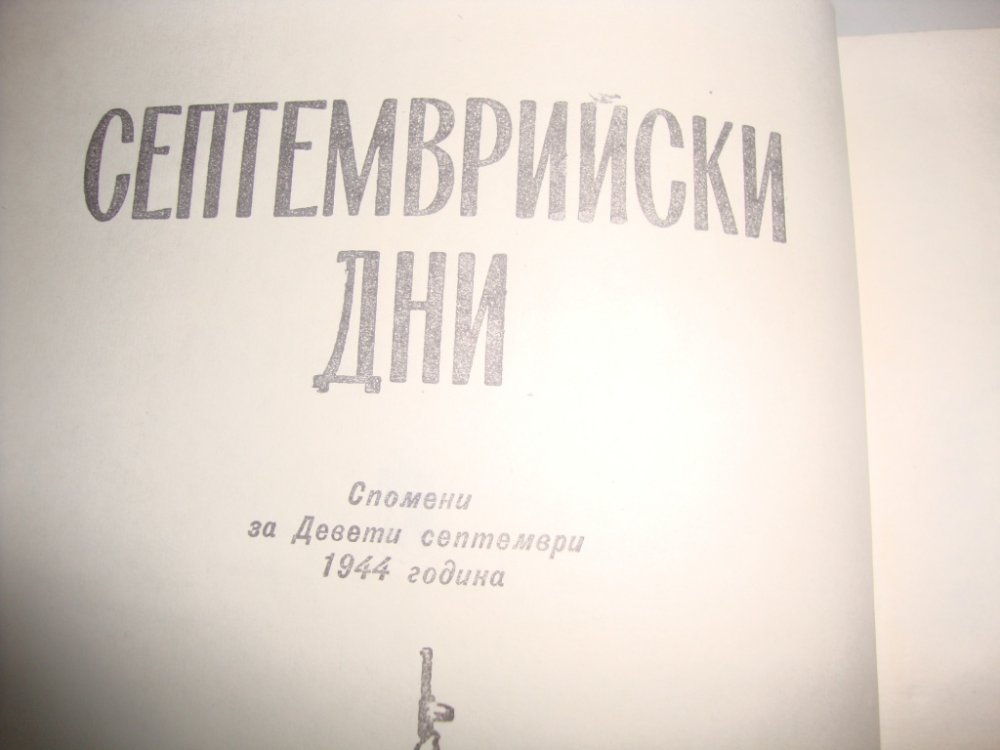 СЕПТЕМВРИЙСКИ
ДНИ
Спомени
за Девети септември
1944 година